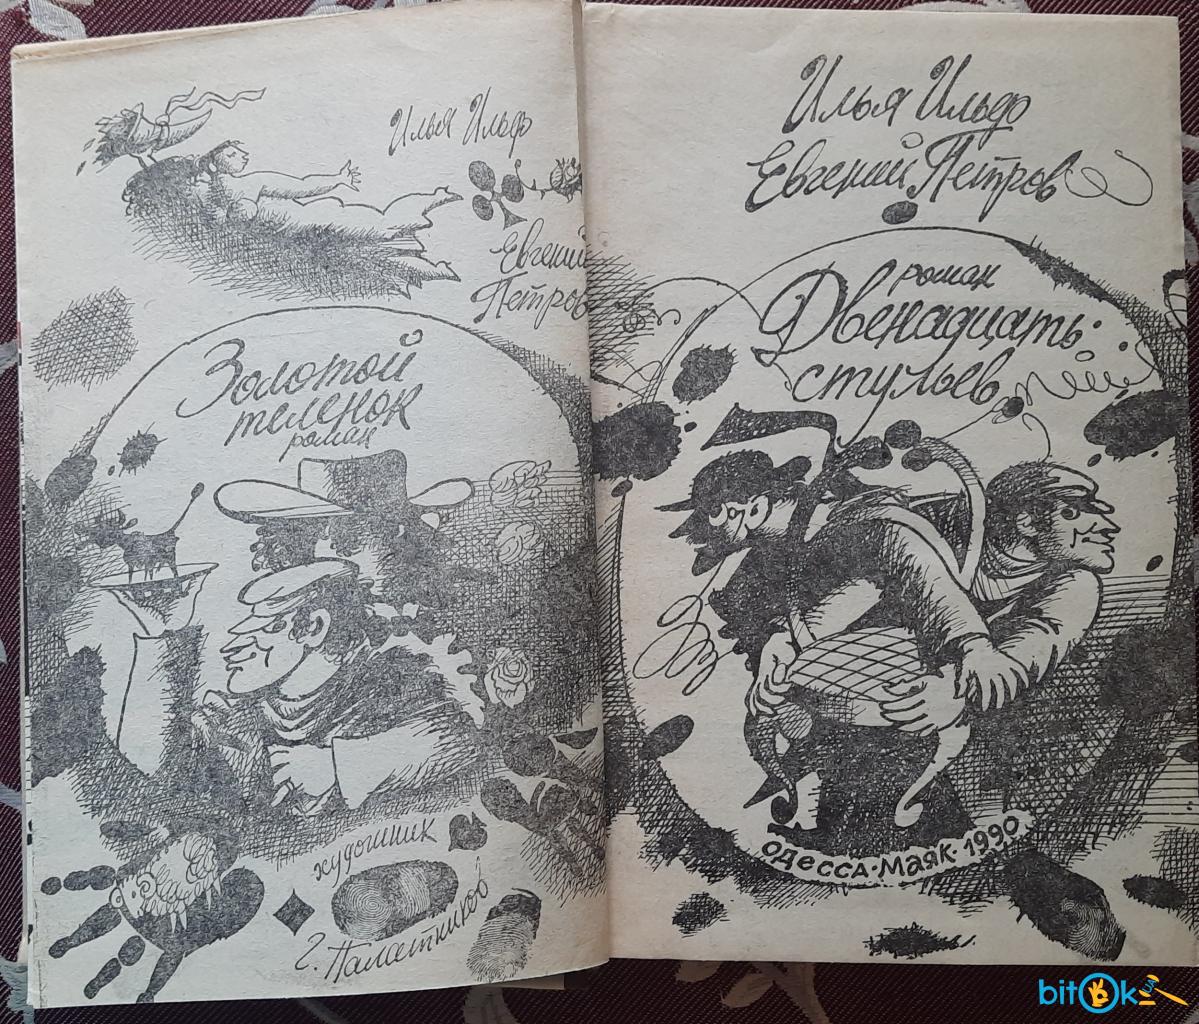 Илья Ильф
Евгений
Петров
Золотой
теленок
роман
художник
Г. Палатников
Илья Ильф
Евгений Петров
роман
Двенадцать
стульев
Одесса·Маяк·1990
bitOk
UA